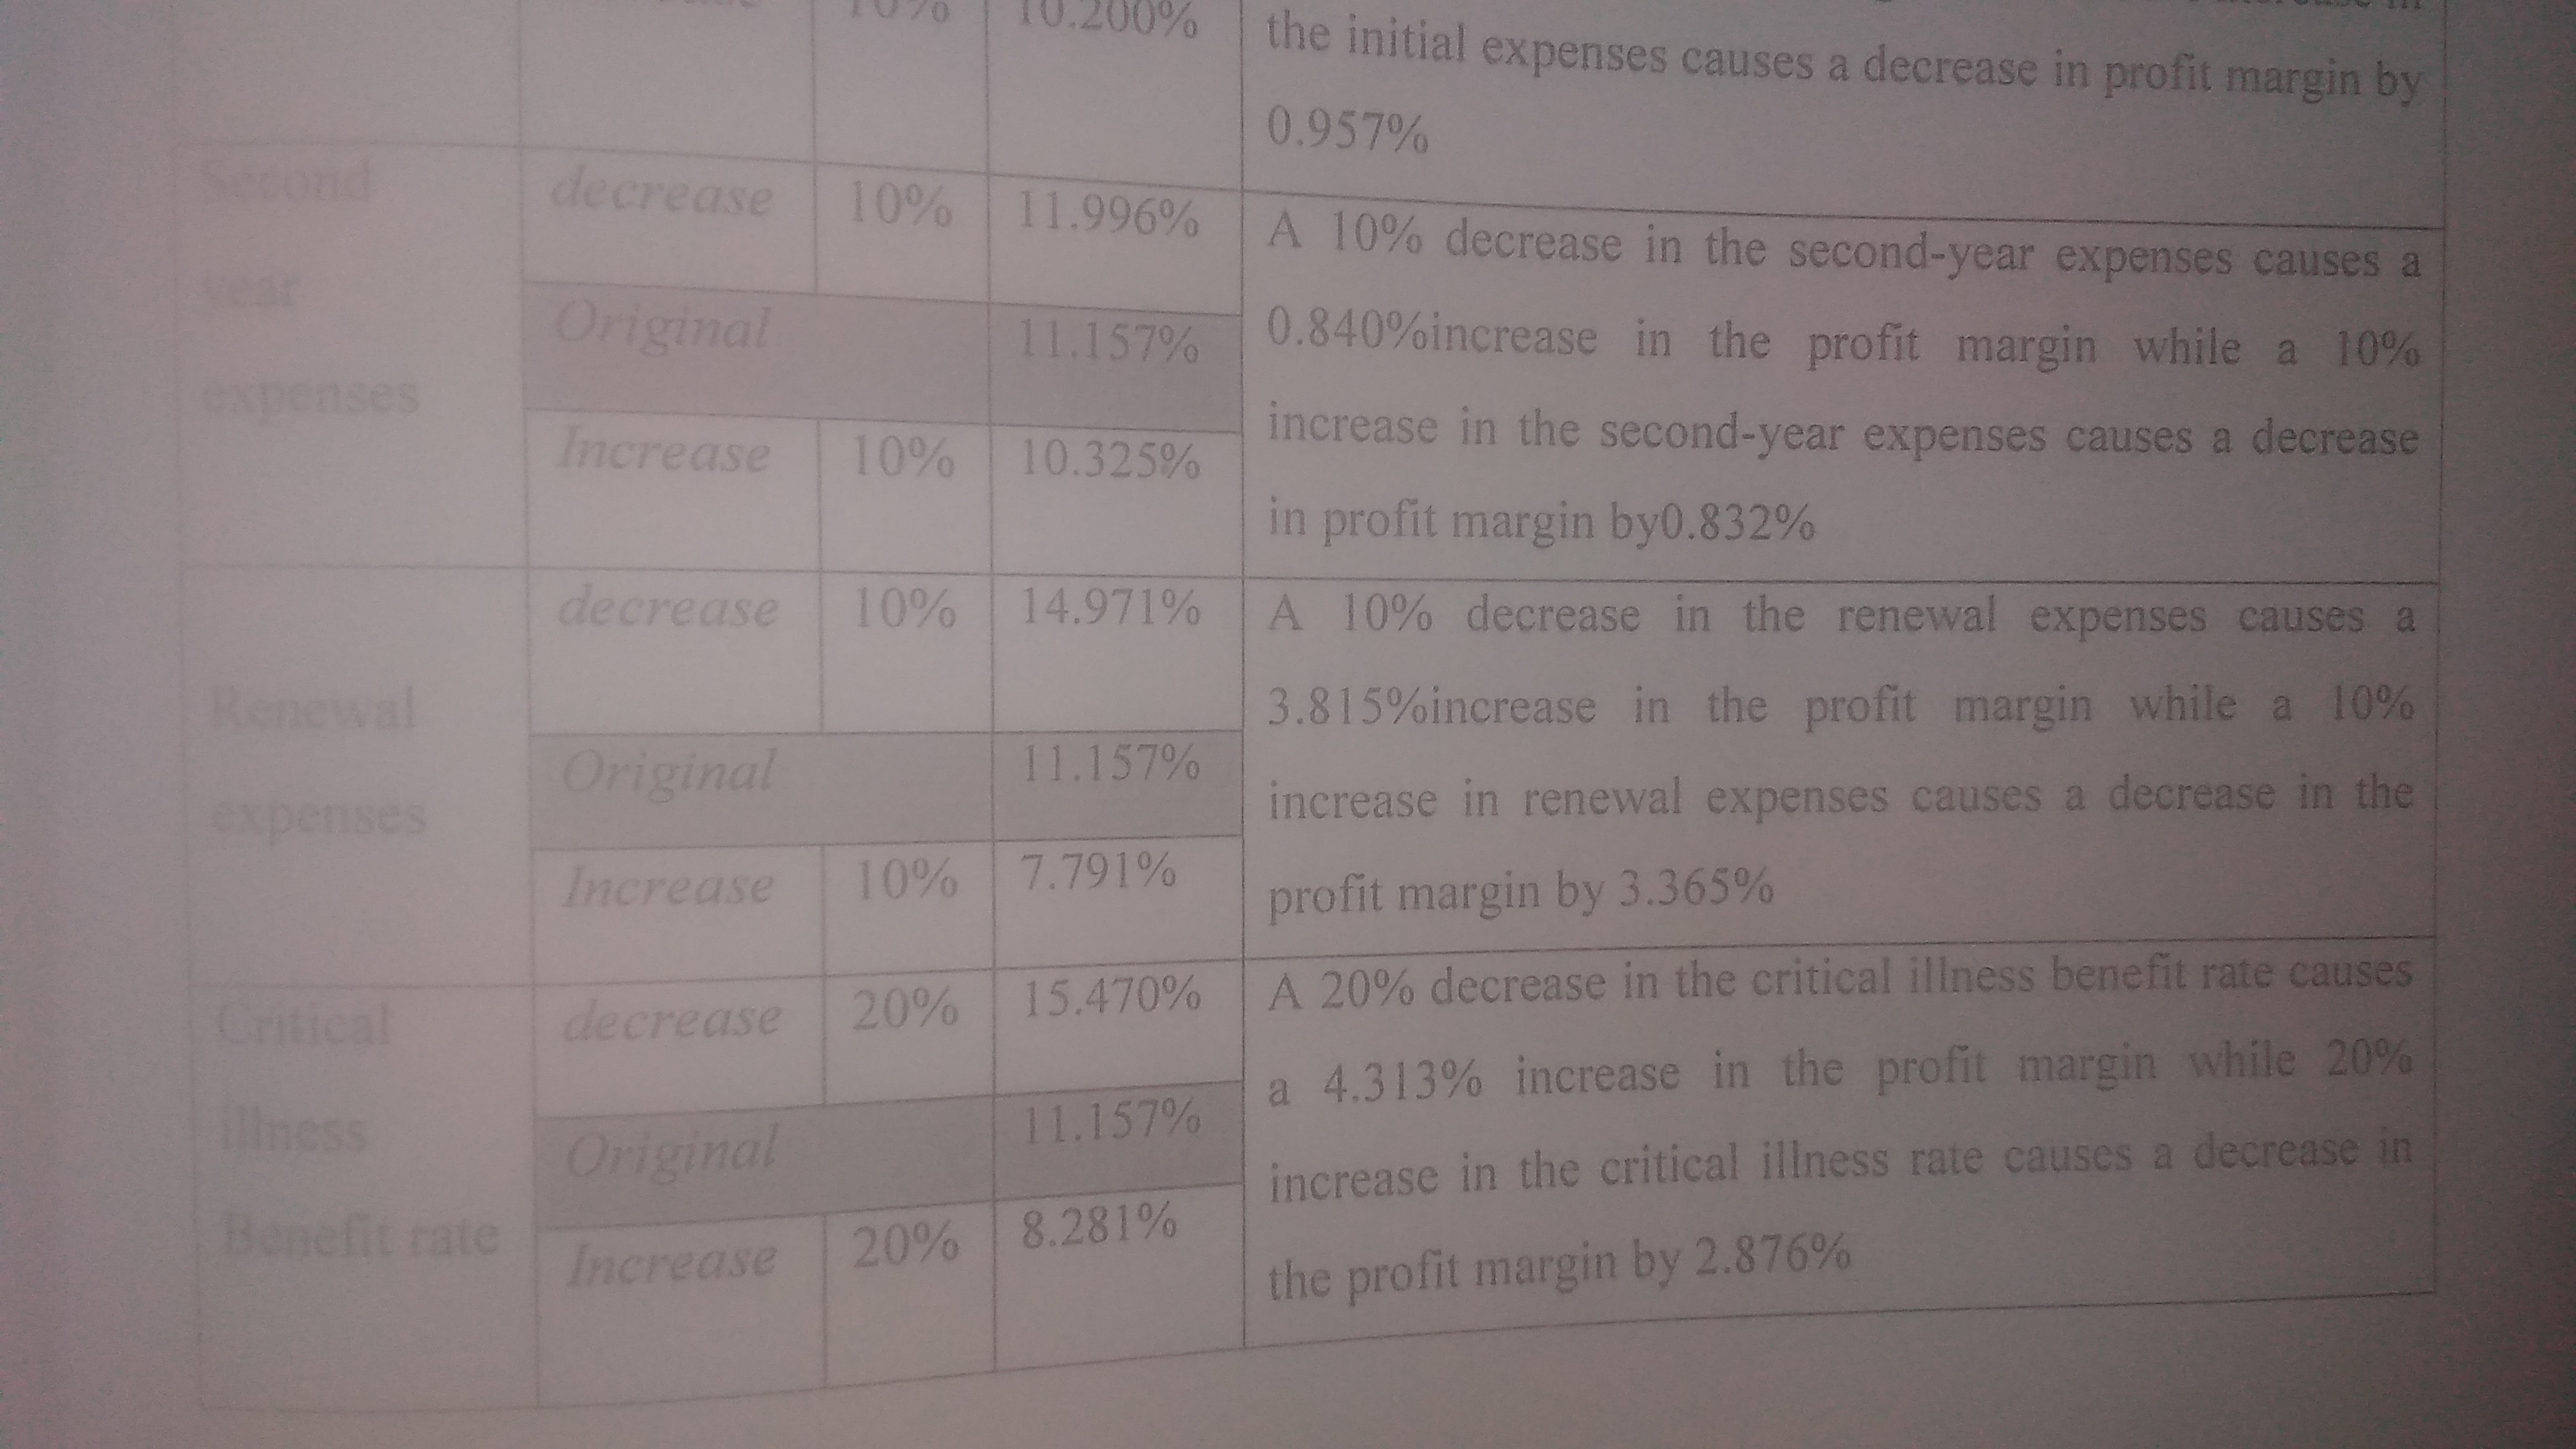 10% 10.200% the initial expenses causes a decrease in profit margin by
0.957%
Second year expenses
decrease 10% 11.996%
Original 11.157%
Increase 10% 10.325%
A 10% decrease in the second-year expenses causes a
0.840%increase in the profit margin while a 10%
increase in the second-year expenses causes a decrease
in profit margin by0.832%
Renewal
expenses
decrease 10% 14.971%
Original 11.157%
Increase 10% 7.791%
A 10% decrease in the renewal expenses causes a
3.815%increase in the profit margin while a 10%
increase in renewal expenses causes a decrease in the
profit margin by 3.365%
Critical
illness
Benefit rate
decrease 20% 15.470%
Original 11.157%
Increase 20% 8.281%
A 20% decrease in the critical illness benefit rate causes
a 4.313% increase in the profit margin while 20%
increase in the critical illness rate causes a decrease in
the profit margin by 2.876%